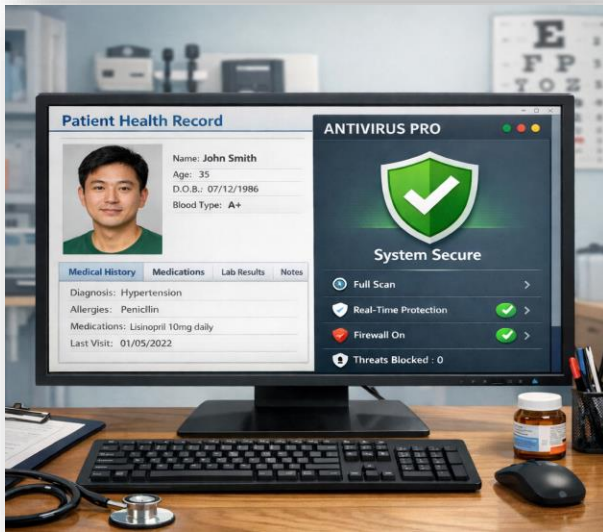 Patient Health Record
Name: John Smith
Age: 35
D.O.B.: 07/12/1986
Blood Type: A+
Medical History Medications Lab Results Notes
Diagnosis: Hypertension
Allergies: Penicllin
Medications: Lisinopril 10mg daily
Last Visit: 01/05/2022
ANTIVIRUS PRO
System Secure
Full Scan
Real-Time Protection
Firewall On
Threats Blocked : 0
E
F P
T O Z